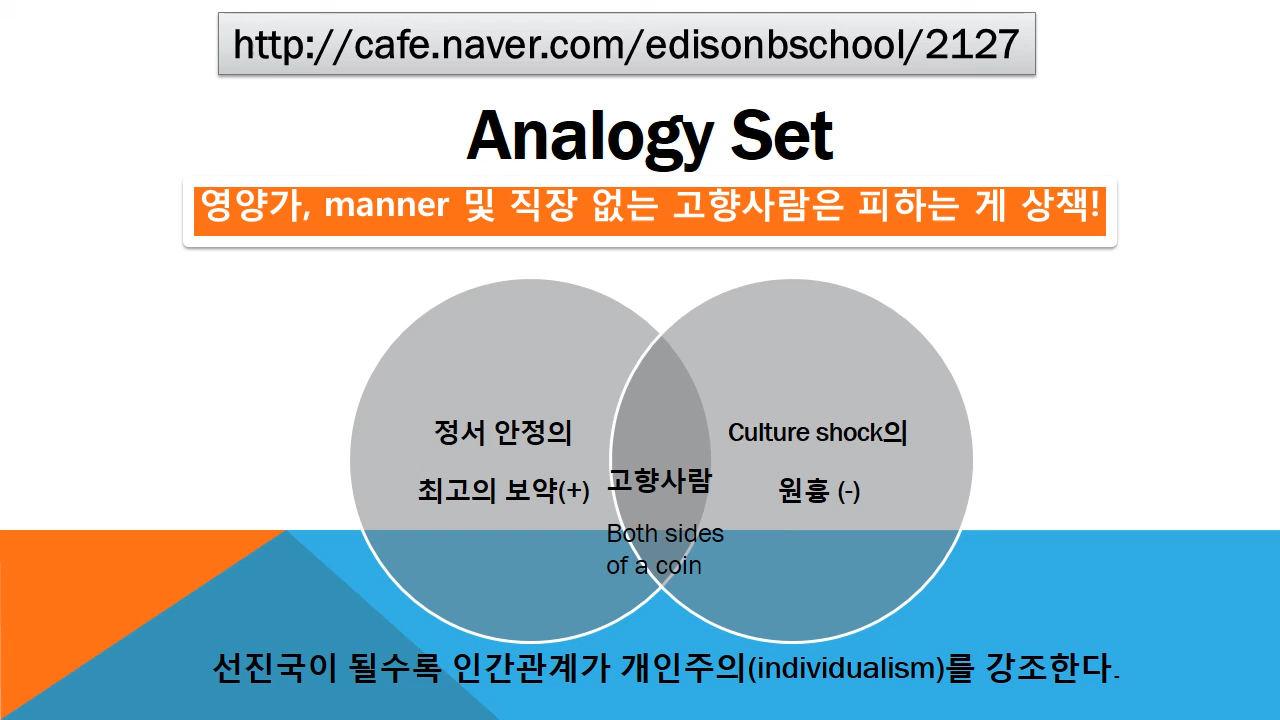 http://cafe.naver.com/edisonbschool/2127
Analogy Set
영양가, manner 및 직장 없는 고향사람은 피하는 게 상책!
정서 안정의
최고의 보약(+)
고향사람
Both sides
of a coin
Culture shock의
원흉 (-)
선진국이 될수록 인간관계가 개인주의(individualism)를 강조한다.